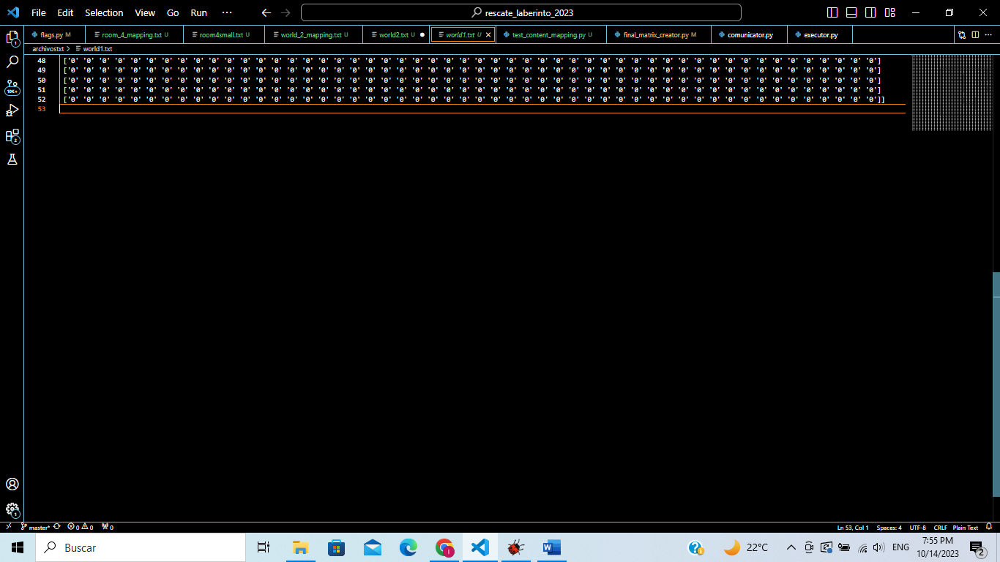 File Edit Selection View Go Run ··· rescate_laberinto_2023
flags.py M room_4_mapping.txt U room4small.txt U world_2_mapping.txt U world2.txt U world1.txt U test_content_mapping.py U final_matrix_creator.py M comunicator.py executor.py
archivostxt > world1.txt
48 ['0' '0' '0' '0' '0' '0' '0' '0' '0' '0' '0' '0' '0' '0' '0' '0' '0' '0' '0' '0' '0' '0' '0' '0' '0' '0' '0' '0' '0' '0' '0' '0' '0' '0' '0' '0' '0' '0' '0' '0' '0' '0' '0' '0' '0' '0' '0' '0' '0' '0' '0' '0']
49 ['0' '0' '0' '0' '0' '0' '0' '0' '0' '0' '0' '0' '0' '0' '0' '0' '0' '0' '0' '0' '0' '0' '0' '0' '0' '0' '0' '0' '0' '0' '0' '0' '0' '0' '0' '0' '0' '0' '0' '0' '0' '0' '0' '0' '0' '0' '0' '0' '0' '0' '0' '0']
50 ['0' '0' '0' '0' '0' '0' '0' '0' '0' '0' '0' '0' '0' '0' '0' '0' '0' '0' '0' '0' '0' '0' '0' '0' '0' '0' '0' '0' '0' '0' '0' '0' '0' '0' '0' '0' '0' '0' '0' '0' '0' '0' '0' '0' '0' '0' '0' '0' '0' '0' '0' '0']
51 ['0' '0' '0' '0' '0' '0' '0' '0' '0' '0' '0' '0' '0' '0' '0' '0' '0' '0' '0' '0' '0' '0' '0' '0' '0' '0' '0' '0' '0' '0' '0' '0' '0' '0' '0' '0' '0' '0' '0' '0' '0' '0' '0' '0' '0' '0' '0' '0' '0' '0' '0' '0']
52 ['0' '0' '0' '0' '0' '0' '0' '0' '0' '0' '0' '0' '0' '0' '0' '0' '0' '0' '0' '0' '0' '0' '0' '0' '0' '0' '0' '0' '0' '0' '0' '0' '0' '0' '0' '0' '0' '0' '0' '0' '0' '0' '0' '0' '0' '0' '0' '0' '0' '0' '0' '0']]
53
1
10K+
2
1
master* 0 0 0 Ln 53, Col 1 Spaces: 4 UTF-8 CRLF Plain Text
Buscar 22°C ENG 7:55 PM
10/14/2023 2